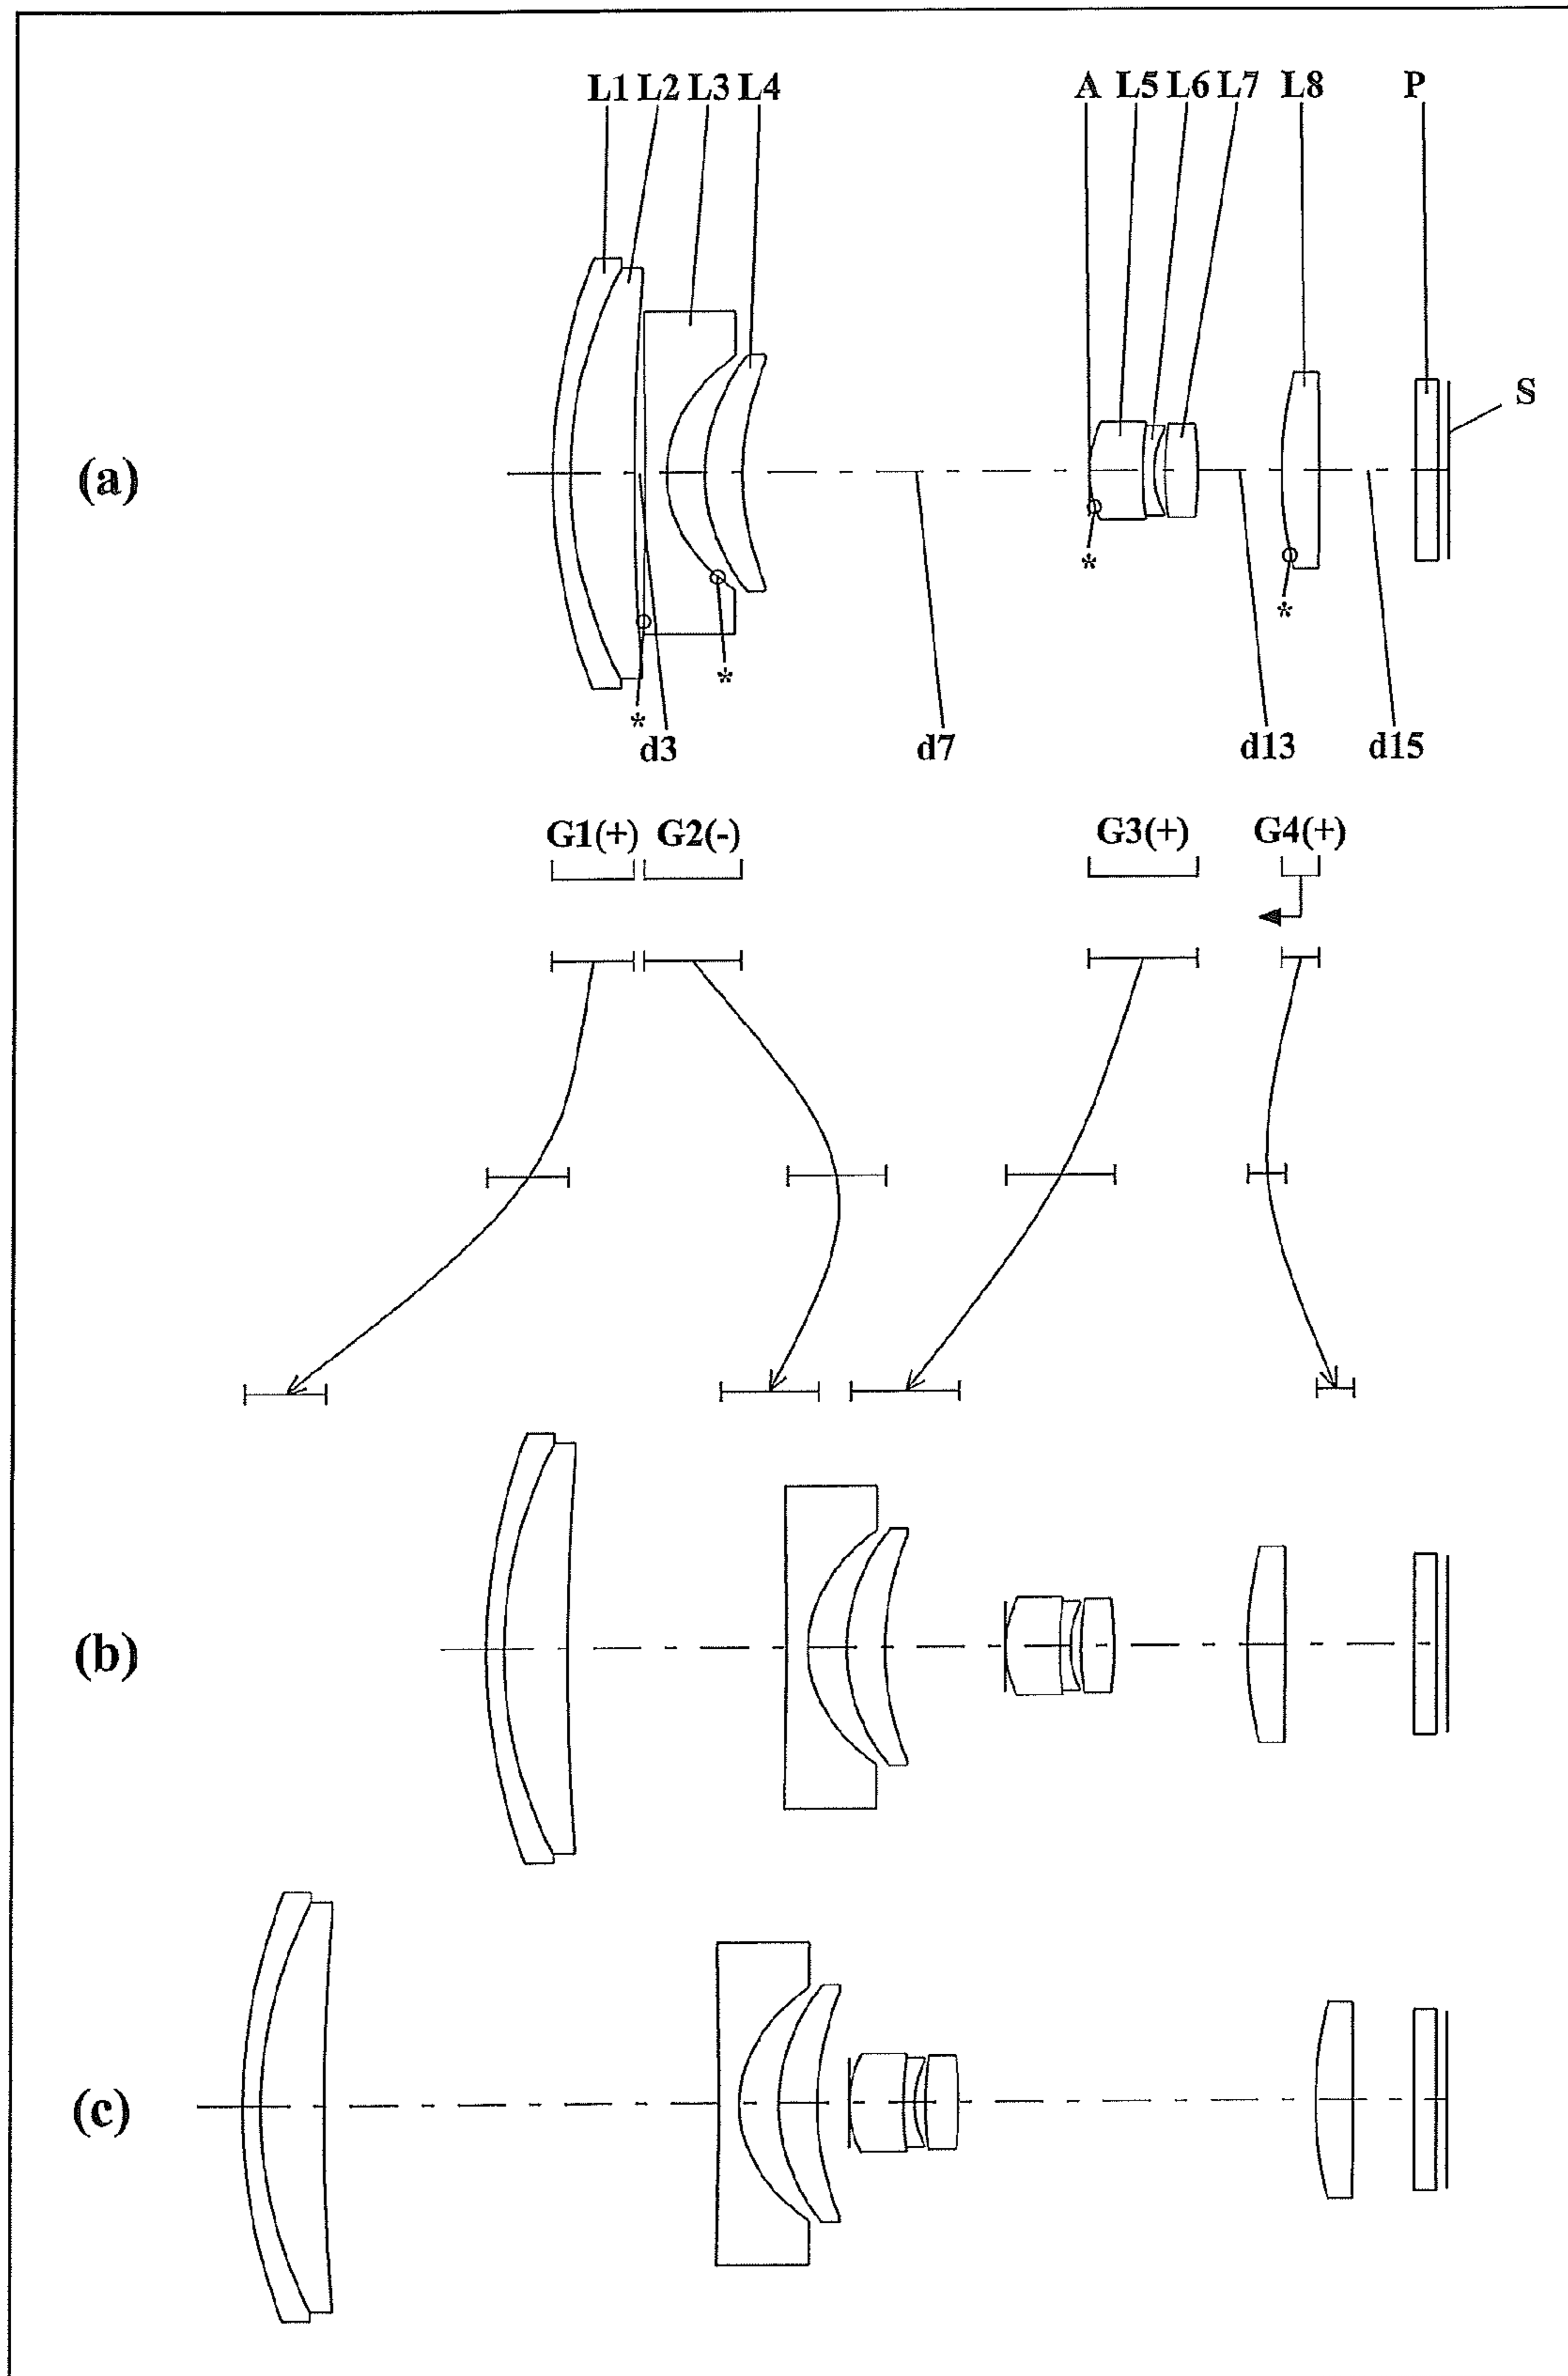 L1 L2 L3 L4 A L5 L6 L7 L8 P
S
(a)
*
*
*
*
d3 d7 d13 d15
G1(+) G2(-) G3(+) G4(+)
(b)
(c)